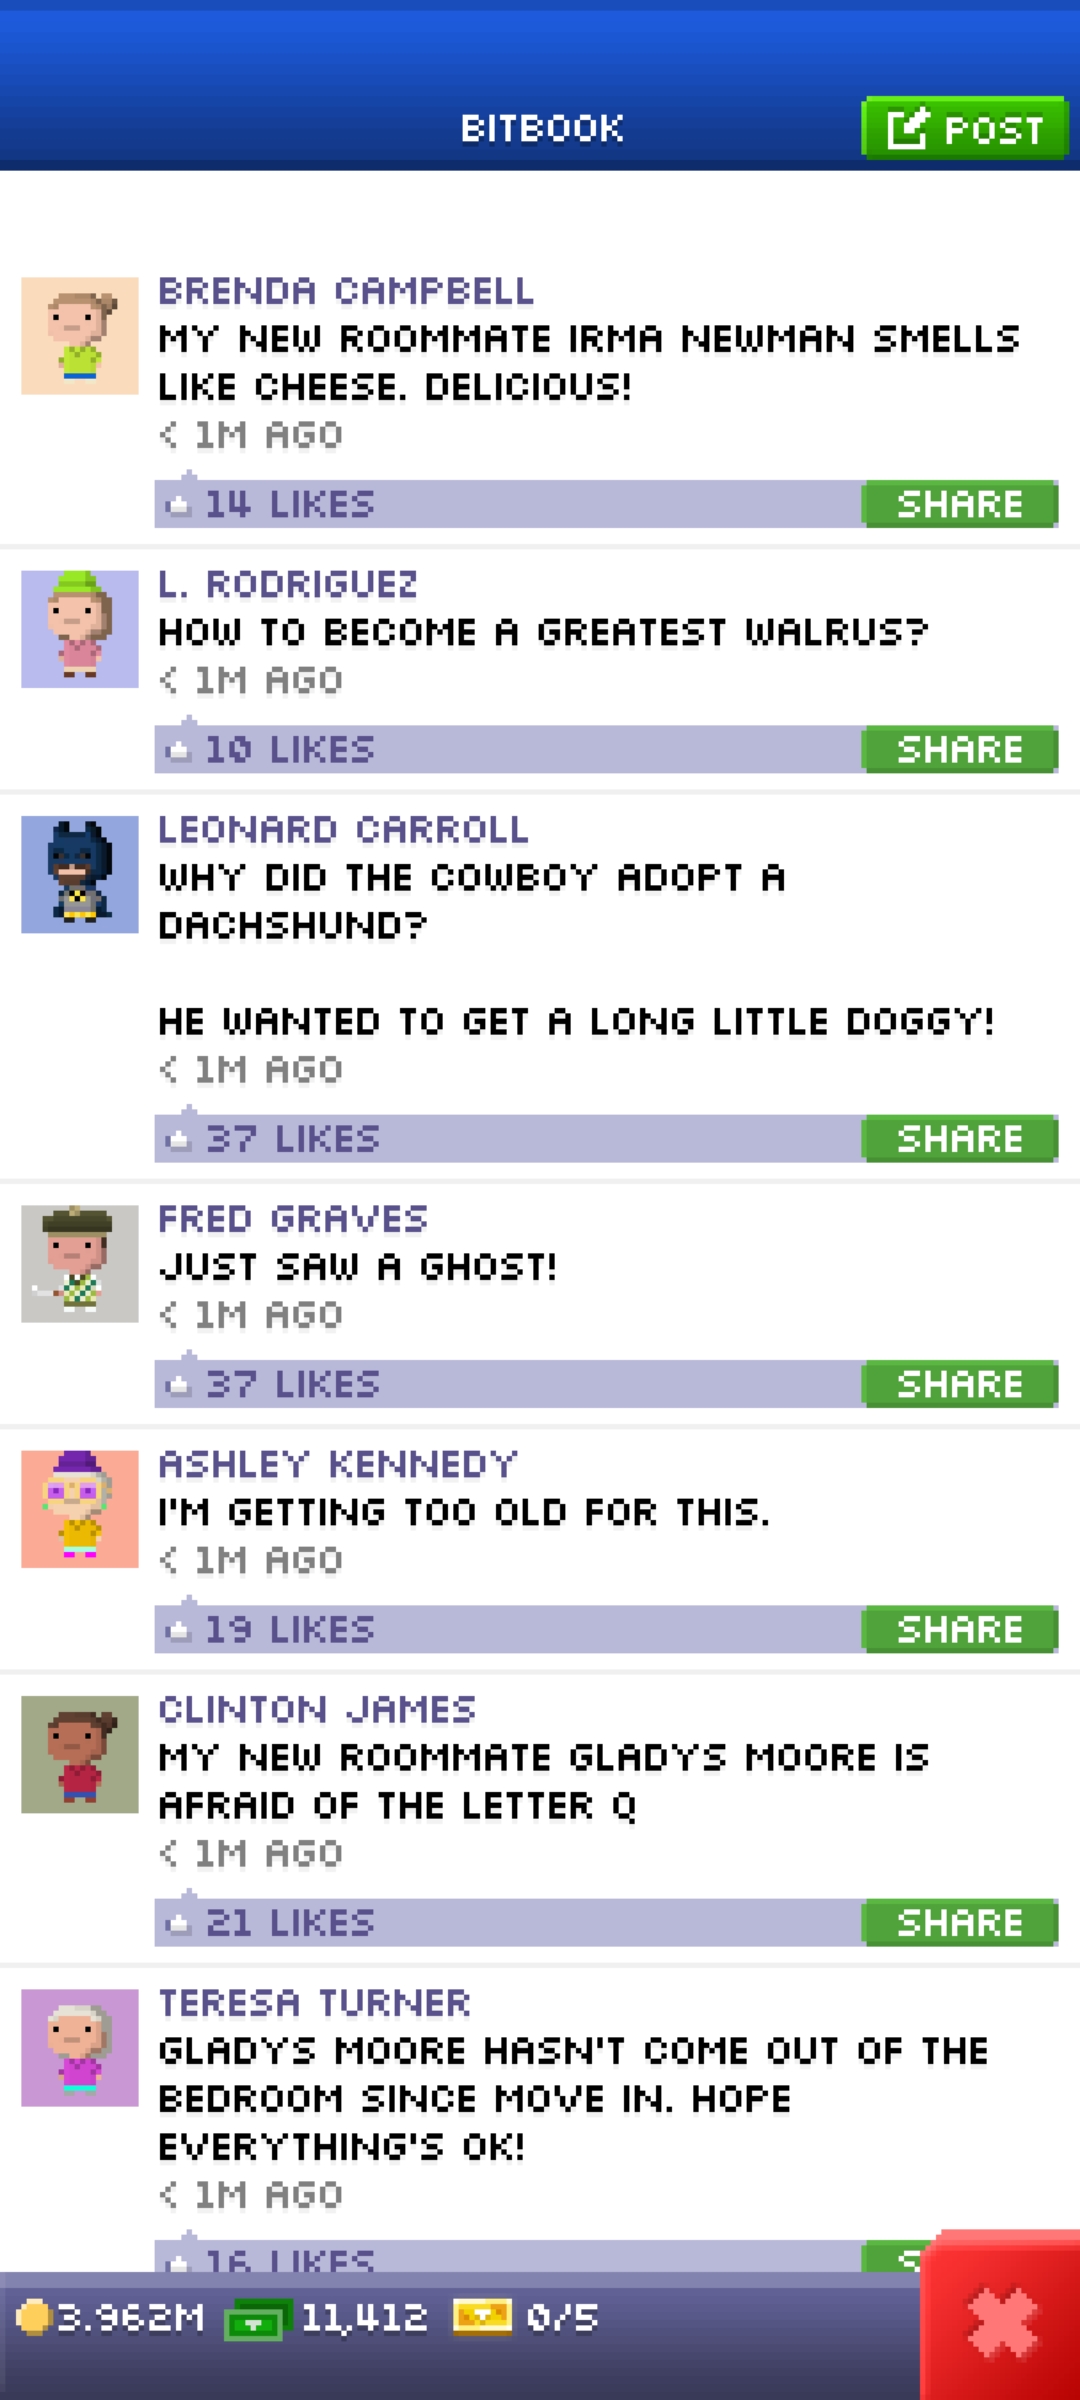 BITBOOK
POST
BRENDA CAMPBELL
MY NEW ROOMMATE IRMA NEWMAN SMELLS
LIKE CHEESE. DELICIOUS!
< 1M AGO
14 LIKES
SHARE
L. RODRIGUEZ
HOW TO BECOME A GREATEST WALRUS?
< 1M AGO
10 LIKES
SHARE
LEONARD CARROLL
WHY DID THE COWBOY ADOPT A
DACHSHUND?
HE WANTED TO GET A LONG LITTLE DOGGY!
< 1M AGO
37 LIKES
SHARE
FRED GRAVES
JUST SAW A GHOST!
< 1M AGO
37 LIKES
SHARE
ASHLEY KENNEDY
I'M GETTING TOO OLD FOR THIS.
< 1M AGO
19 LIKES
SHARE
CLINTON JAMES
MY NEW ROOMMATE GLADYS MOORE IS
AFRAID OF THE LETTER Q
< 1M AGO
21 LIKES
SHARE
TERESA TURNER
GLADYS MOORE HASN'T COME OUT OF THE
BEDROOM SINCE MOVE IN. HOPE
EVERYTHING'S OK!
< 1M AGO
16 LIKES
3.962M
11,412
0/5